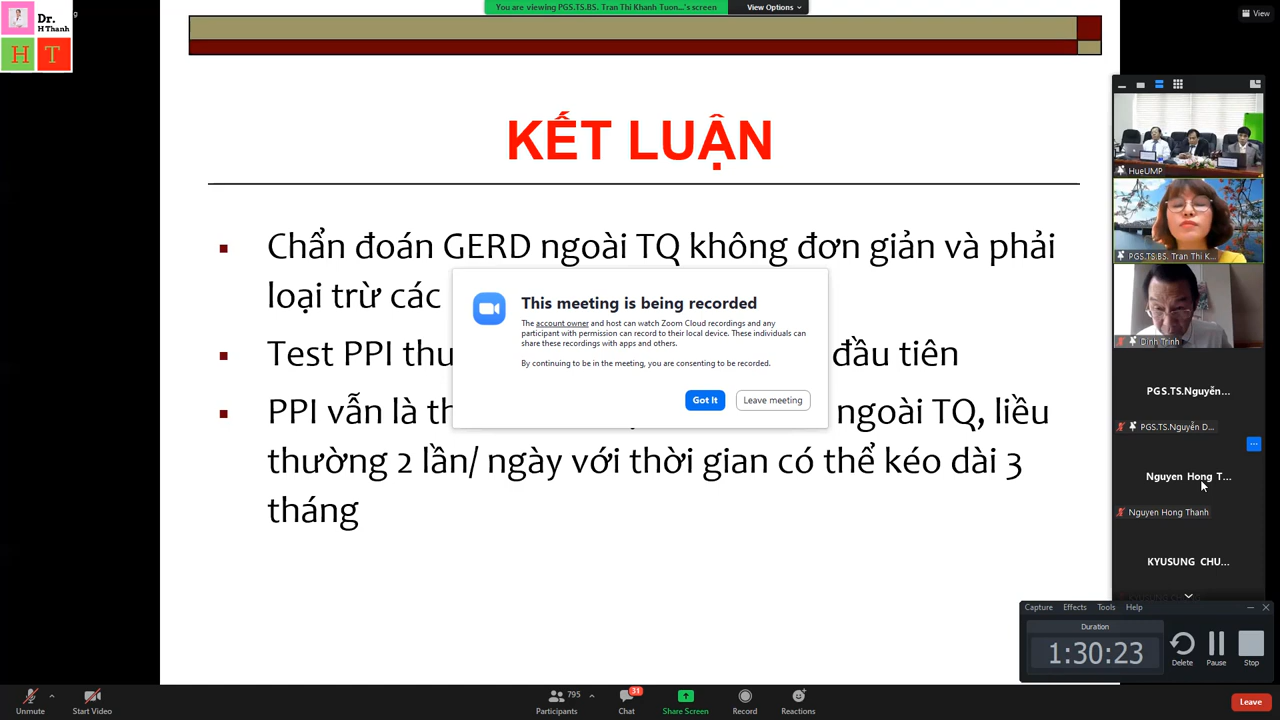 Dr.
H Thanh
H T
You are viewing PGS.TS.BS. Tran Thi Khanh Tuon...'s screen
View Options
View
KẾT LUẬN
Chẩn đoán GERD ngoài TQ không đơn giản và phải
loại trừ các
Test PPI thu
đầu tiên
PPI vẫn là th
ngoài TQ, liều
thường 2 lần/ ngày với thời gian có thể kéo dài 3
tháng
This meeting is being recorded
The account owner and host can watch Zoom Cloud recordings and any
participant with permission can record to their local device. These individuals can
share these recordings with apps and others.
By continuing to be in the meeting, you are consenting to be recorded.
Got It
Leave meeting
HueUMP
PGS.TS.BS. Tran Thi K...
Dinh Trinh
PGS.TS.Nguyễn...
PGS.TS.Nguyễn D...
Nguyen Hong T...
Nguyen Hong Thanh
KYUSUNG CHU...
Capture Effects Tools Help
Duration
1:30:23
Delete Pause Stop
Unmute
Start Video
795
Participants
31
Chat
Share Screen
Record
Reactions
Leave